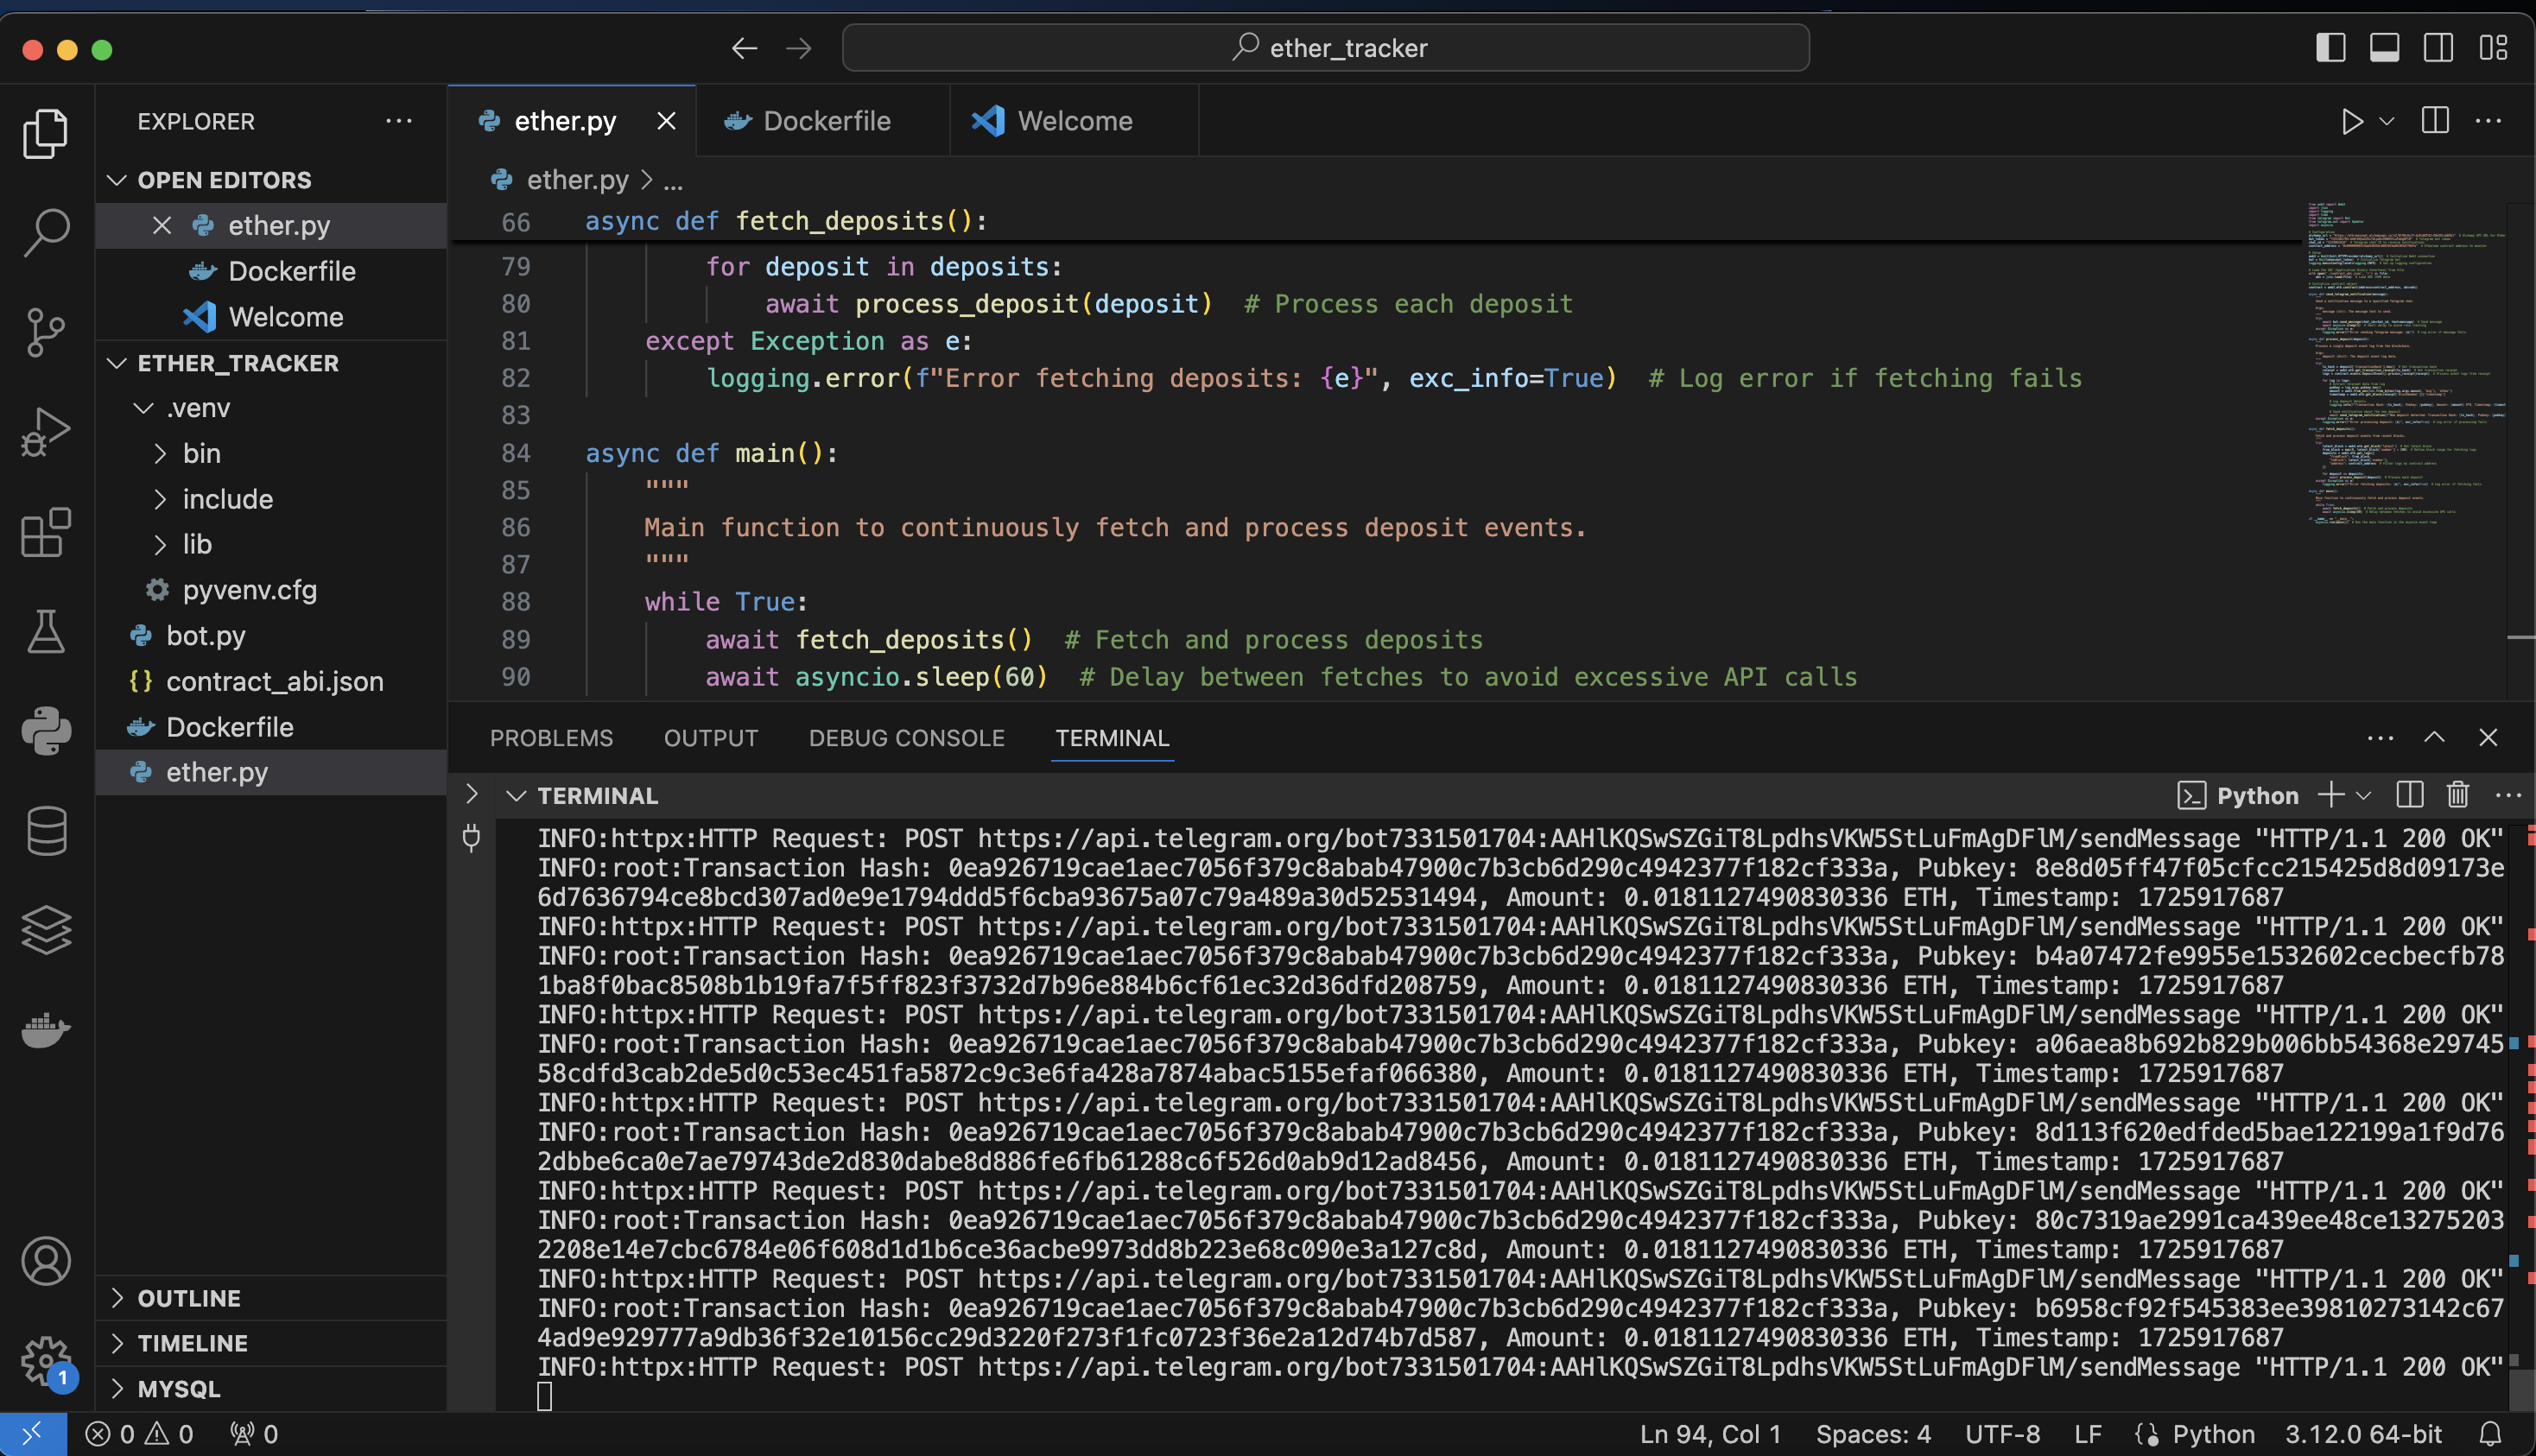 ether_tracker
EXPLORER
OPEN EDITORS
ether.py
Dockerfile
Welcome
ETHER_TRACKER
.venv
bin
include
lib
pyvenv.cfg
bot.py
contract_abi.json
Dockerfile
ether.py
OUTLINE
TIMELINE
MYSQL
ether.py Dockerfile Welcome
ether.py > ...
66 async def fetch_deposits():
79 for deposit in deposits:
80 await process_deposit(deposit) # Process each deposit
81 except Exception as e:
82 logging.error(f"Error fetching deposits: {e}", exc_info=True) # Log error if fetching fails
83
84 async def main():
85 """
86 Main function to continuously fetch and process deposit events.
87 """
88 while True:
89 await fetch_deposits() # Fetch and process deposits
90 await asyncio.sleep(60) # Delay between fetches to avoid excessive API calls
PROBLEMS OUTPUT DEBUG CONSOLE TERMINAL
TERMINAL Python
INFO:httpx:HTTP Request: POST https://api.telegram.org/bot7331501704:AAHlKQSwSZGiT8LpdhsVKW5StLuFmAgDFlM/sendMessage "HTTP/1.1 200 OK"
INFO:root:Transaction Hash: 0ea926719cae1aec7056f379c8abab47900c7b3cb6d290c4942377f182cf333a, Pubkey: 8e8d05ff47f05cfcc215425d8d09173e
6d7636794ce8bcd307ad0e9e1794ddd5f6cba93675a07c79a489a30d52531494, Amount: 0.0181127490830336 ETH, Timestamp: 1725917687
INFO:httpx:HTTP Request: POST https://api.telegram.org/bot7331501704:AAHlKQSwSZGiT8LpdhsVKW5StLuFmAgDFlM/sendMessage "HTTP/1.1 200 OK"
INFO:root:Transaction Hash: 0ea926719cae1aec7056f379c8abab47900c7b3cb6d290c4942377f182cf333a, Pubkey: b4a07472fe9955e1532602cecbecfb78
1ba8f0bac8508b1b19fa7f5ff823f3732d7b96e884b6cf61ec32d36dfd208759, Amount: 0.0181127490830336 ETH, Timestamp: 1725917687
INFO:httpx:HTTP Request: POST https://api.telegram.org/bot7331501704:AAHlKQSwSZGiT8LpdhsVKW5StLuFmAgDFlM/sendMessage "HTTP/1.1 200 OK"
INFO:root:Transaction Hash: 0ea926719cae1aec7056f379c8abab47900c7b3cb6d290c4942377f182cf333a, Pubkey: a06aea8b692b829b006bb54368e29745
58cdfd3cab2de5d0c53ec451fa5872c9c3e6fa428a7874abac5155efaf066380, Amount: 0.0181127490830336 ETH, Timestamp: 1725917687
INFO:httpx:HTTP Request: POST https://api.telegram.org/bot7331501704:AAHlKQSwSZGiT8LpdhsVKW5StLuFmAgDFlM/sendMessage "HTTP/1.1 200 OK"
INFO:root:Transaction Hash: 0ea926719cae1aec7056f379c8abab47900c7b3cb6d290c4942377f182cf333a, Pubkey: 8d113f620edfded5bae122199a1f9d76
2dbbe6ca0e7ae79743de2d830dabe8d886fe6fb61288c6f526d0ab9d12ad8456, Amount: 0.0181127490830336 ETH, Timestamp: 1725917687
INFO:httpx:HTTP Request: POST https://api.telegram.org/bot7331501704:AAHlKQSwSZGiT8LpdhsVKW5StLuFmAgDFlM/sendMessage "HTTP/1.1 200 OK"
INFO:root:Transaction Hash: 0ea926719cae1aec7056f379c8abab47900c7b3cb6d290c4942377f182cf333a, Pubkey: 80c7319ae2991ca439ee48ce13275203
2208e14e7cbc6784e06f608d1d1b6ce36acbe9973dd8b223e68c090e3a127c8d, Amount: 0.0181127490830336 ETH, Timestamp: 1725917687
INFO:httpx:HTTP Request: POST https://api.telegram.org/bot7331501704:AAHlKQSwSZGiT8LpdhsVKW5StLuFmAgDFlM/sendMessage "HTTP/1.1 200 OK"
INFO:root:Transaction Hash: 0ea926719cae1aec7056f379c8abab47900c7b3cb6d290c4942377f182cf333a, Pubkey: b6958cf92f545383ee39810273142c67
4ad9e929777a9db36f32e10156cc29d3220f273f1fc0723f36e2a12d74b7d587, Amount: 0.0181127490830336 ETH, Timestamp: 1725917687
INFO:httpx:HTTP Request: POST https://api.telegram.org/bot7331501704:AAHlKQSwSZGiT8LpdhsVKW5StLuFmAgDFlM/sendMessage "HTTP/1.1 200 OK"
1
0 0 0 Ln 94, Col 1 Spaces: 4 UTF-8 LF Python 3.12.0 64-bit